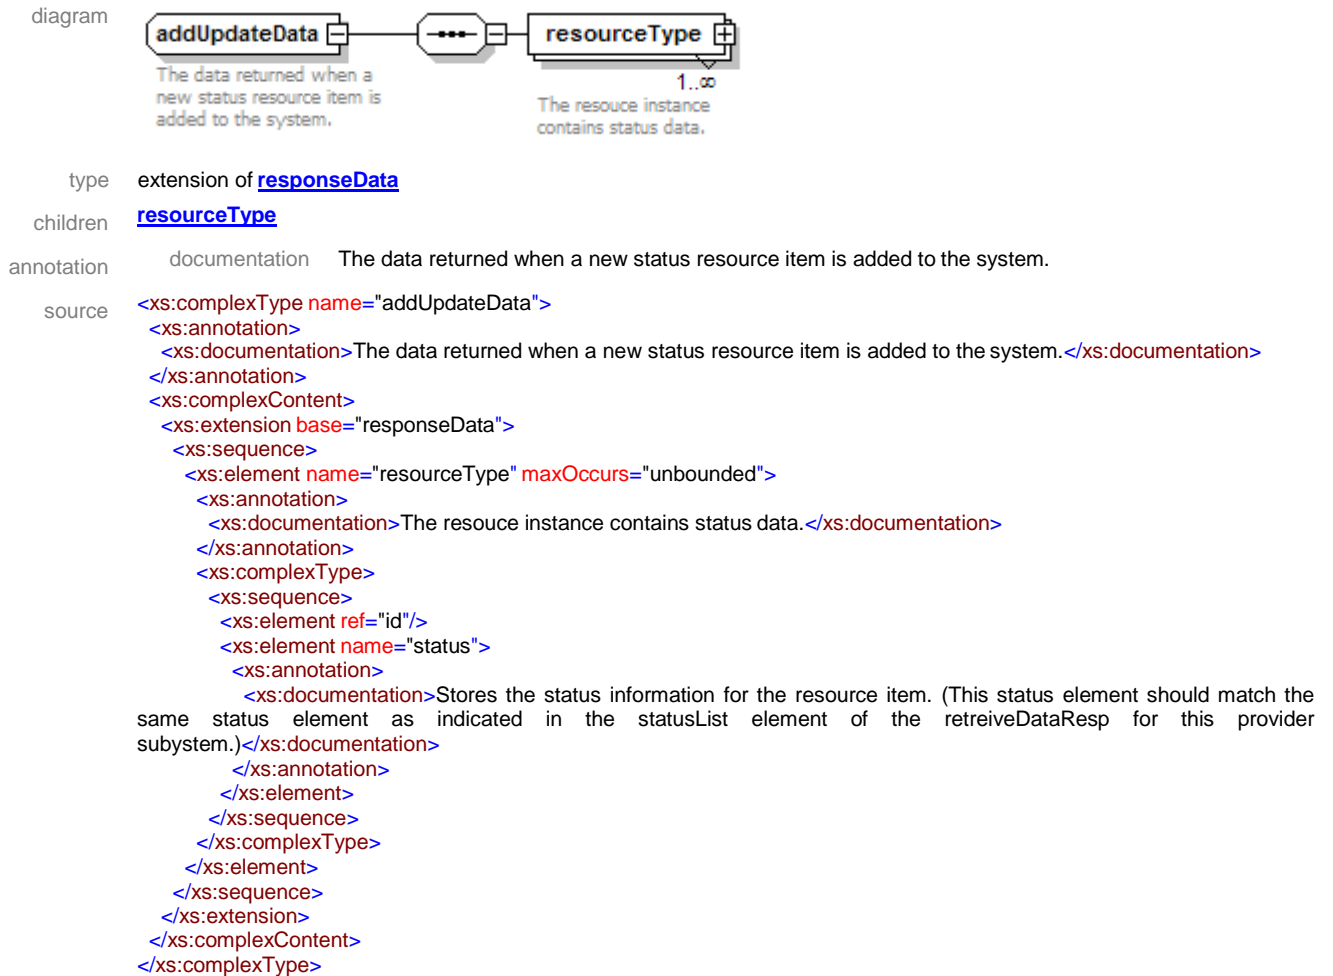 diagram
addUpdateData
resourceType
1..∞
The data returned when a
new status resource item is
added to the system.
The resouce instance
contains status data.
type extension of responseData
children resourceType
annotation documentation The data returned when a new status resource item is added to the system.
source <xs:complexType name="addUpdateData">
<xs:annotation>
<xs:documentation>The data returned when a new status resource item is added to the system.</xs:documentation>
</xs:annotation>
<xs:complexContent>
<xs:extension base="responseData">
<xs:sequence>
<xs:element name="resourceType" maxOccurs="unbounded">
<xs:annotation>
<xs:documentation>The resouce instance contains status data.</xs:documentation>
</xs:annotation>
<xs:complexType>
<xs:sequence>
<xs:element ref="id"/>
<xs:element name="status">
<xs:annotation>
<xs:documentation>Stores the status information for the resource item. (This status element should match the
same status element as indicated in the statusList element of the retreiveDataResp for this provider
subystem.)</xs:documentation>
</xs:annotation>
</xs:element>
</xs:sequence>
</xs:complexType>
</xs:element>
</xs:sequence>
</xs:extension>
</xs:complexContent>
</xs:complexType>